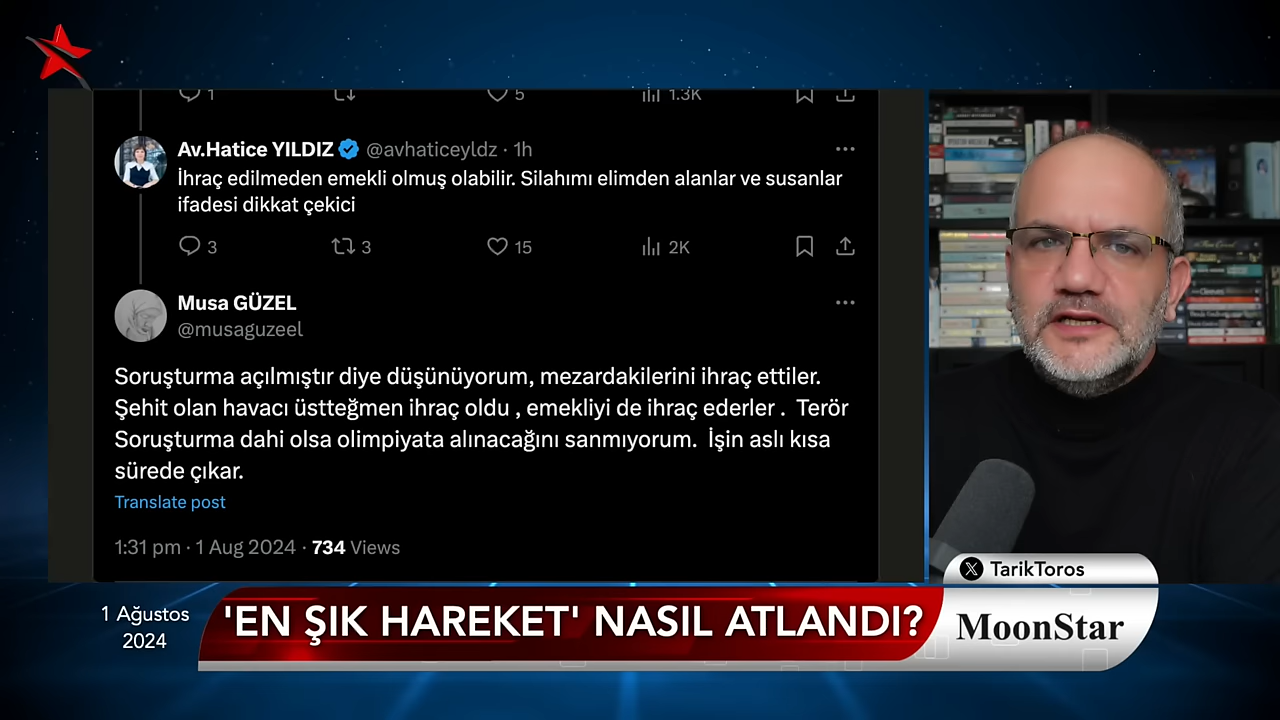 1
5
1.3K
Av.Hatice YILDIZ @avhaticeyldz · 1h
İhraç edilmeden emekli olmuş olabilir. Silahımı elimden alanlar ve susanlar
ifadesi dikkat çekici
3
3
15
2K
Musa GÜZEL
@musaguzeel
Soruşturma açılmıştır diye düşünüyorum, mezardakilerini ihraç ettiler.
Şehit olan havacı üstteğmen ihraç oldu , emekliyi de ihraç ederler .  Terör
Soruşturma dahi olsa olimpiyata alınacağını sanmıyorum.  İşin aslı kısa
sürede çıkar.
Translate post
1:31 pm · 1 Aug 2024 · 734 Views
X TarikToros
1 Ağustos
2024
'EN ŞIK HAREKET' NASIL ATLANDI?
MoonStar